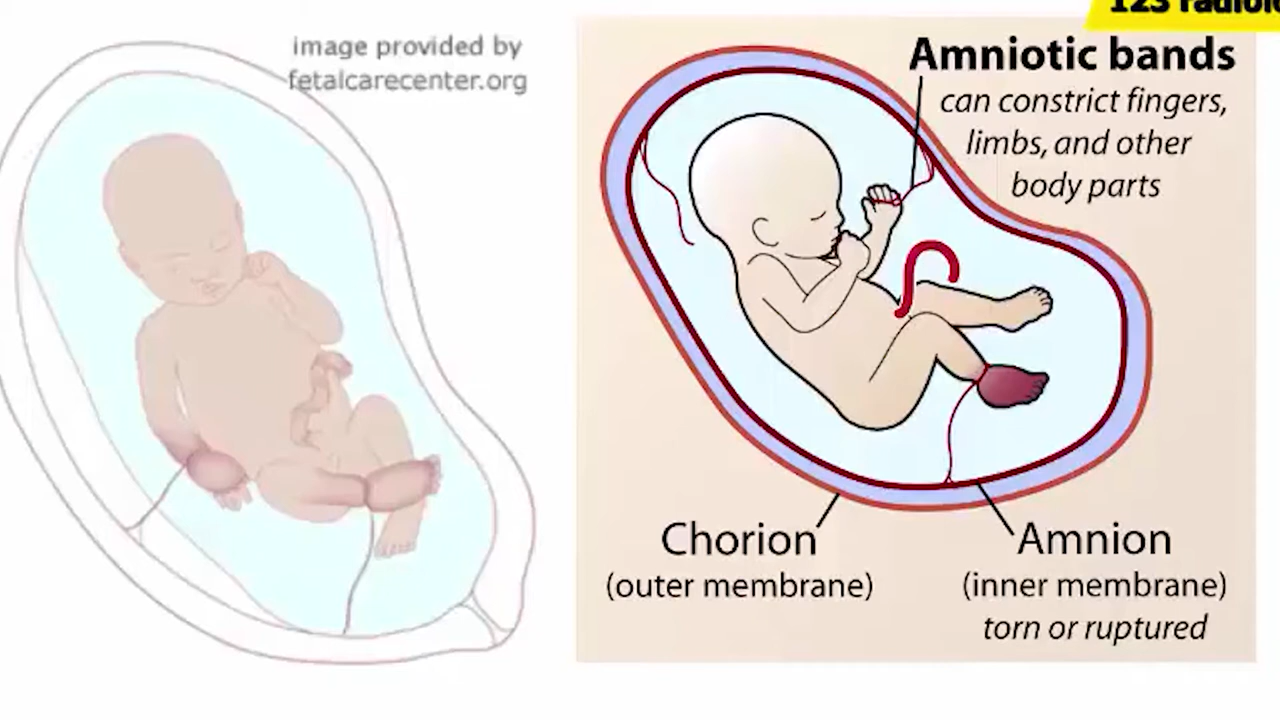 image provided by
fetalcarecenter.org
123
Amniotic bands
can constrict fingers,
limbs, and other
body parts
Chorion
(outer membrane)
Amnion
(inner membrane)
torn or ruptured